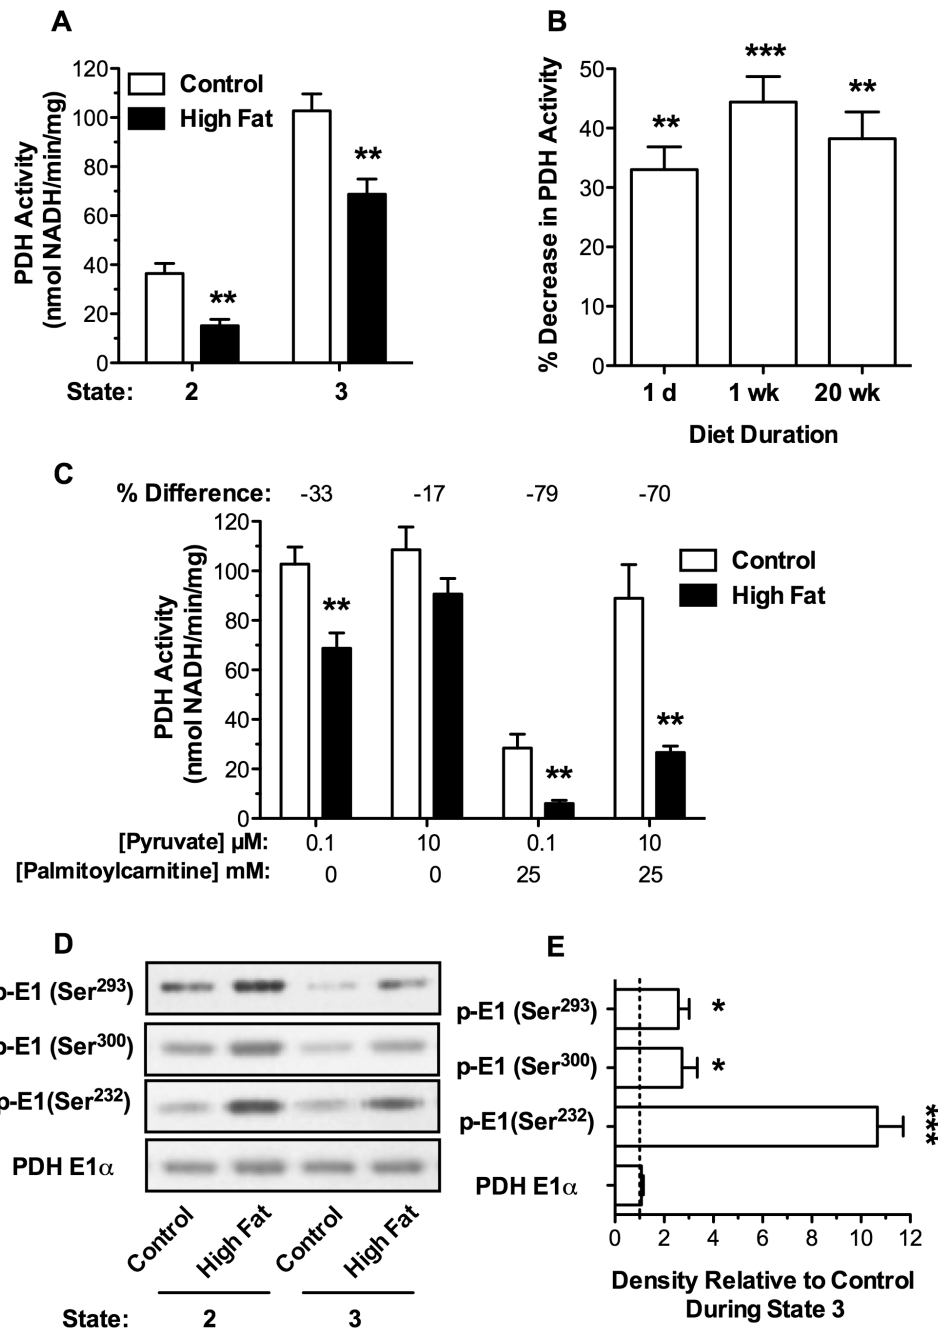 A
120
100
80
60
40
20
0
PDH Activity
(nmol NADH/min/mg)
Control
High Fat
**
**
State: 2 3
B
50
40
30
20
10
0
% Decrease in PDH Activity
** *** **
1 d 1 wk 20 wk
Diet Duration
C
% Difference: -33 -17 -79 -70
120
100
80
60
40
20
0
PDH Activity
(nmol NADH/min/mg)
Control
High Fat
** ** **
[Pyruvate] µM: 0.1 10 0.1 10
[Palmitoylcarnitine] mM: 0 0 25 25
D
p-E1 (Ser²⁹³)
p-E1 (Ser³⁰⁰)
p-E1(Ser²³²)
PDH E1α
Control High Fat Control High Fat
State: 2 3
E
p-E1 (Ser²⁹³) *
p-E1 (Ser³⁰⁰) *
p-E1(Ser²³²) ***
PDH E1α
0 2 4 6 8 10 12
Density Relative to Control
During State 3